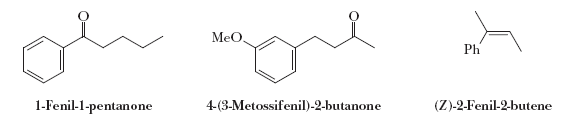 O
O
MeO
Ph
1-Fenil-1-pentanone
4-(3-Metossifenil)-2-butanone
(Z)-2-Fenil-2-butene